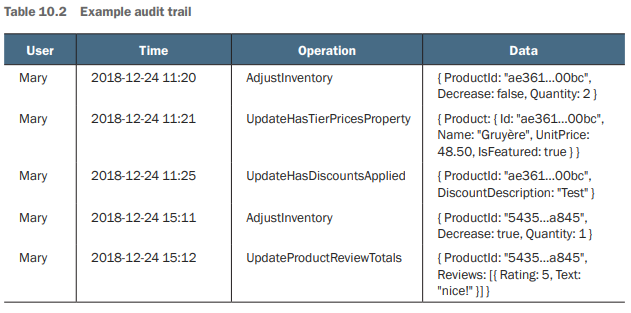 Table 10.2 Example audit trail
User Time Operation Data
Mary 2018-12-24 11:20 AdjustInventory { ProductId: "ae361...00bc",
Decrease: false, Quantity: 2 }
Mary 2018-12-24 11:21 UpdateHasTierPricesProperty { Product: { Id: "ae361...00bc",
Name: "Gruyère", UnitPrice:
48.50, IsFeatured: true } }
Mary 2018-12-24 11:25 UpdateHasDiscountsApplied { ProductId: "ae361...00bc",
DiscountDescription: "Test" }
Mary 2018-12-24 15:11 AdjustInventory { ProductId: "5435...a845",
Decrease: true, Quantity: 1 }
Mary 2018-12-24 15:12 UpdateProductReviewTotals { ProductId: "5435...a845",
Reviews: [{ Rating: 5, Text:
"nice!" }] }